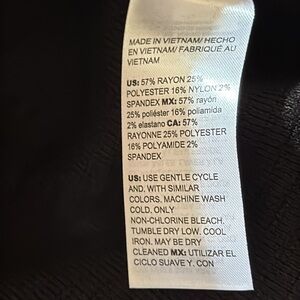 MADE IN VIETNAM/ HECHO
EN VIETNAM/ FABRIQUÉ AU
VIETNAM
US: 57% RAYON 25%
POLYESTER 16% NYLON 2%
SPANDEX MX: 57% rayón
25% poliéster 16% poliamida
2% elastano CA: 57%
RAYONNE 25% POLYESTER
16% POLYAMIDE 2%
SPANDEX
US: USE GENTLE CYCLE
AND, WITH SIMILAR
COLORS, MACHINE WASH
COLD, ONLY
NON-CHLORINE BLEACH,
TUMBLE DRY LOW. COOL
IRON. MAY BE DRY
CLEANED MX: UTILIZAR EL
CICLO SUAVE Y, CON